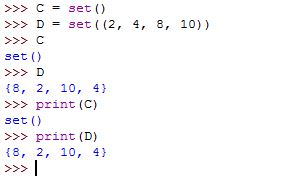 >>> C = set()
>>> D = set((2, 4, 8, 10))
>>> C
set()
>>> D
{8, 2, 10, 4}
>>> print(C)
set()
>>> print(D)
{8, 2, 10, 4}
>>>